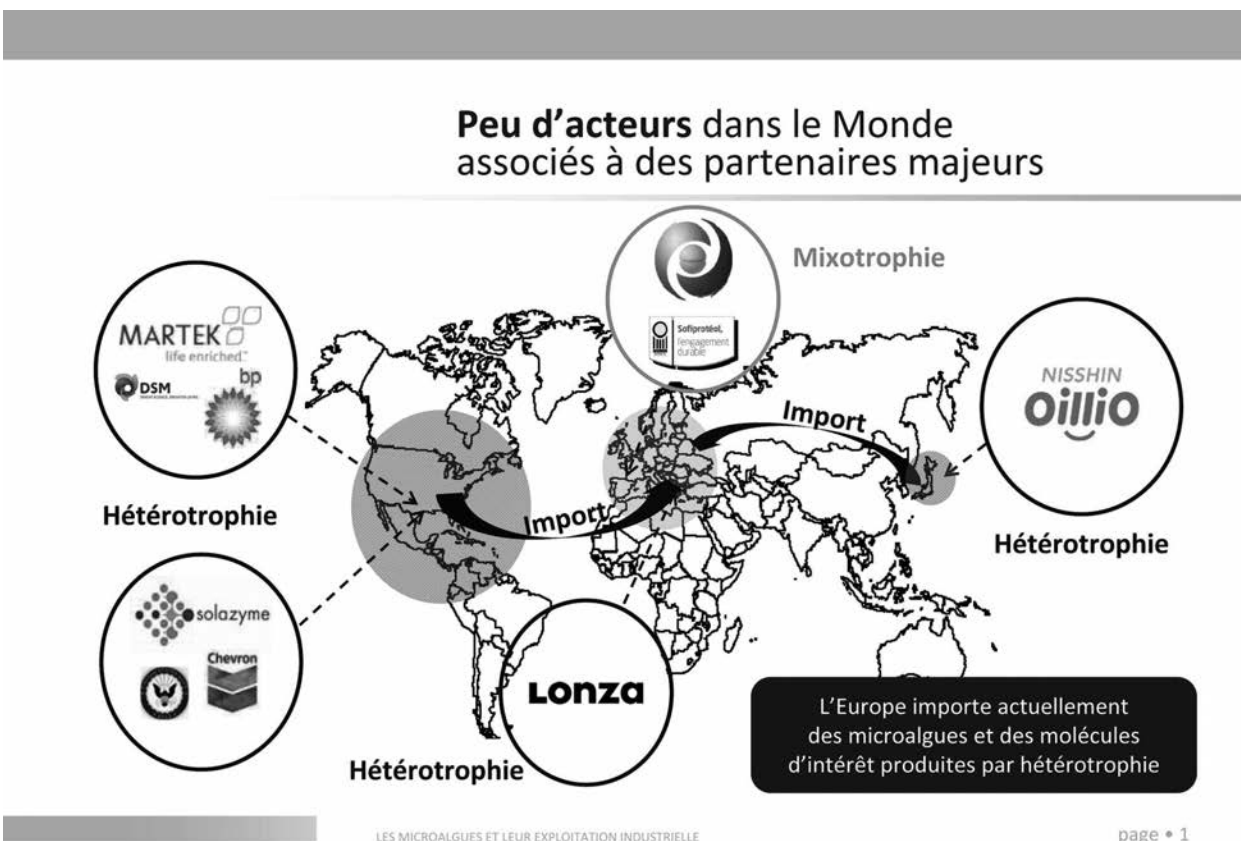 Peu d'acteurs dans le Monde
associés à des partenaires majeurs
Mixotrophie
Sofiprotéol,
l'engagement
durable
MARTEK
life enriched.™
DSM
bp
Hétérotrophie
NISSHIN
OilliO
Hétérotrophie
Import
Import
solazyme
Chevron
Lonza
Hétérotrophie
L'Europe importe actuellement
des microalgues et des molécules
d'intérêt produites par hétérotrophie
LES MICROALGUES ET LEUR EXPLOITATION INDUSTRIELLE
page • 1